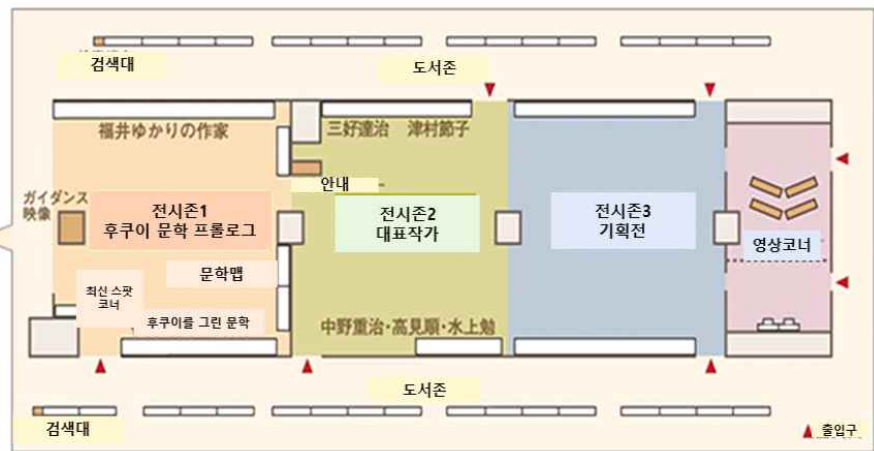 검색대
도서존
福井ゆかりの作家
三好達治 津村節子
안내
ガイダンス
映像
전시존1
후쿠이 문학 프롤로그
전시존2
대표작가
전시존3
기획전
영상코너
문학맵
최신 스팟
코너
후쿠이를 그린 문학
中野重治・高見順・水上勉
도서존
검색대
출입구